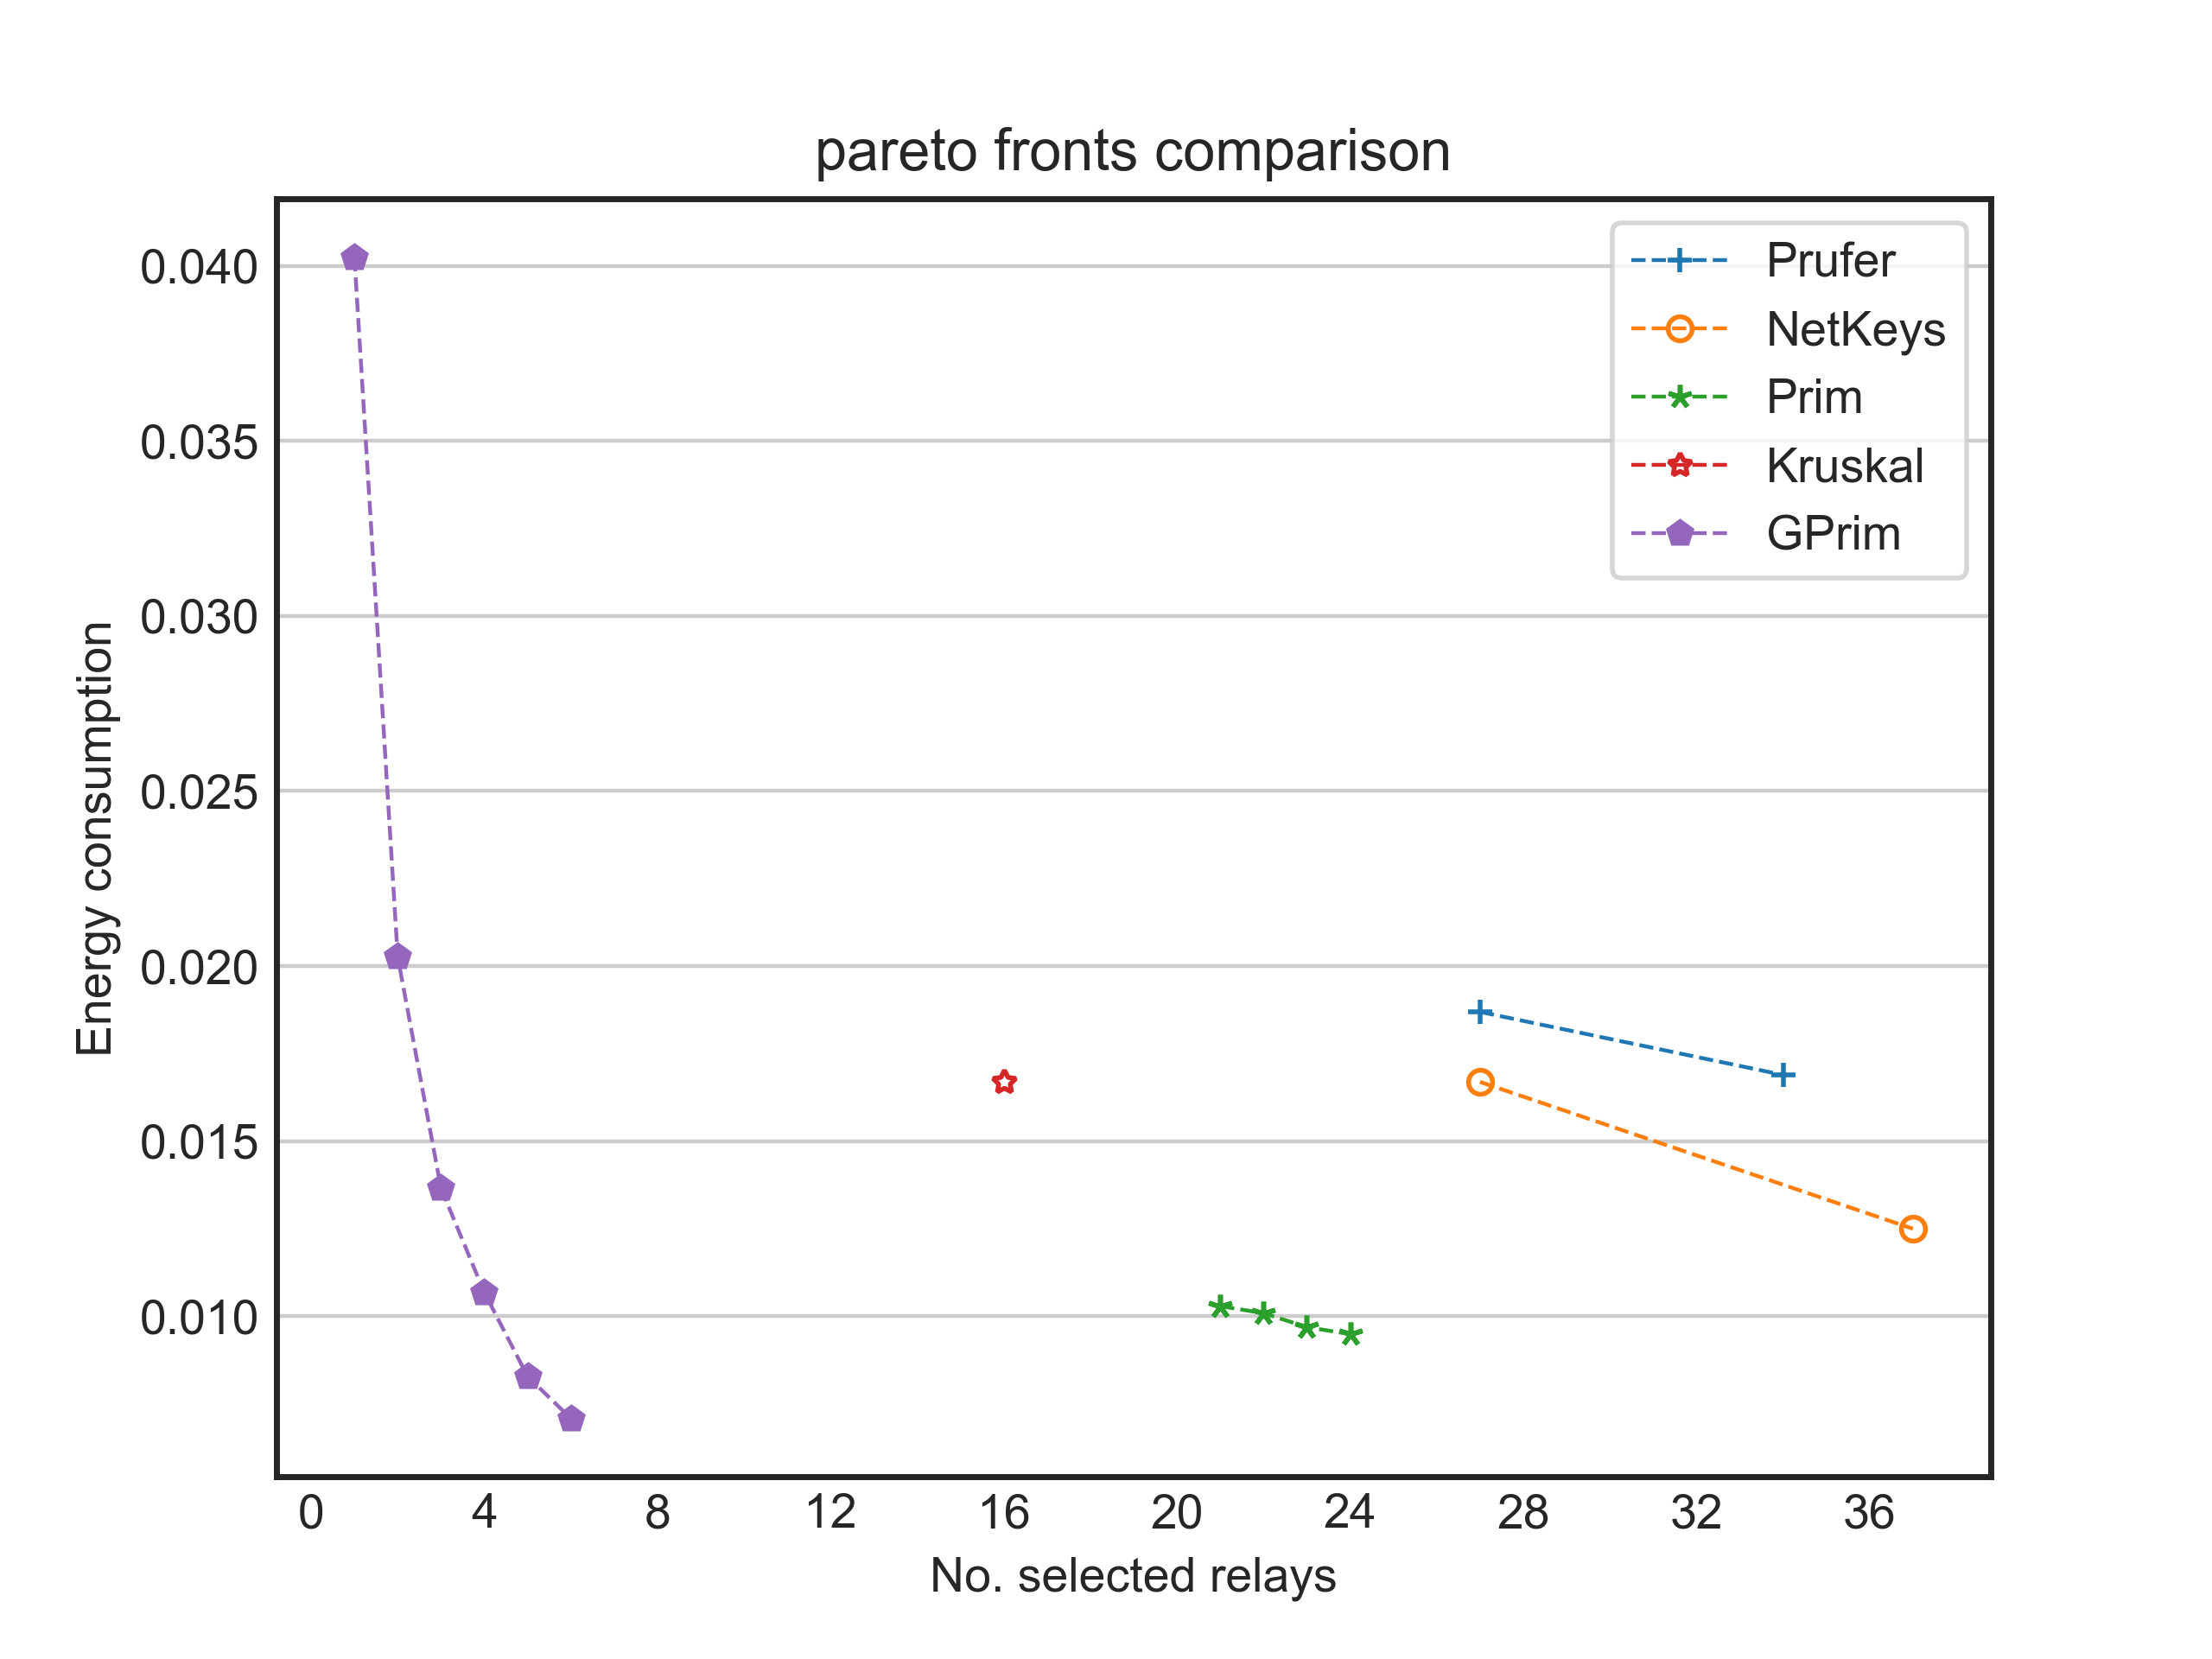 pareto fronts comparison
0.040
0.035
0.030
0.025
0.020
0.015
0.010
Energy consumption
Prufer
NetKeys
Prim
Kruskal
GPrim
0 4 8 12 16 20 24 28 32 36
No. selected relays